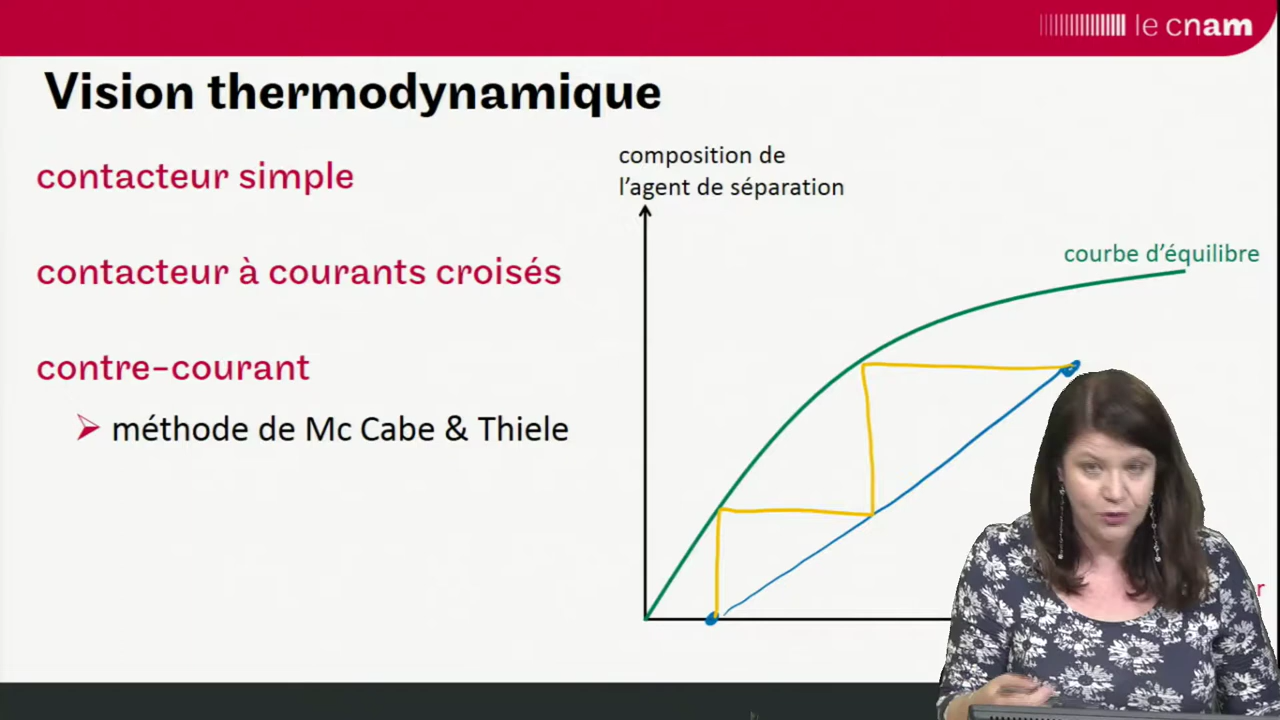 le cnam
Vision thermodynamique
contacteur simple
contacteur à courants croisés
contre-courant
méthode de Mc Cabe & Thiele
composition de
l'agent de séparation
courbe d'équilibre